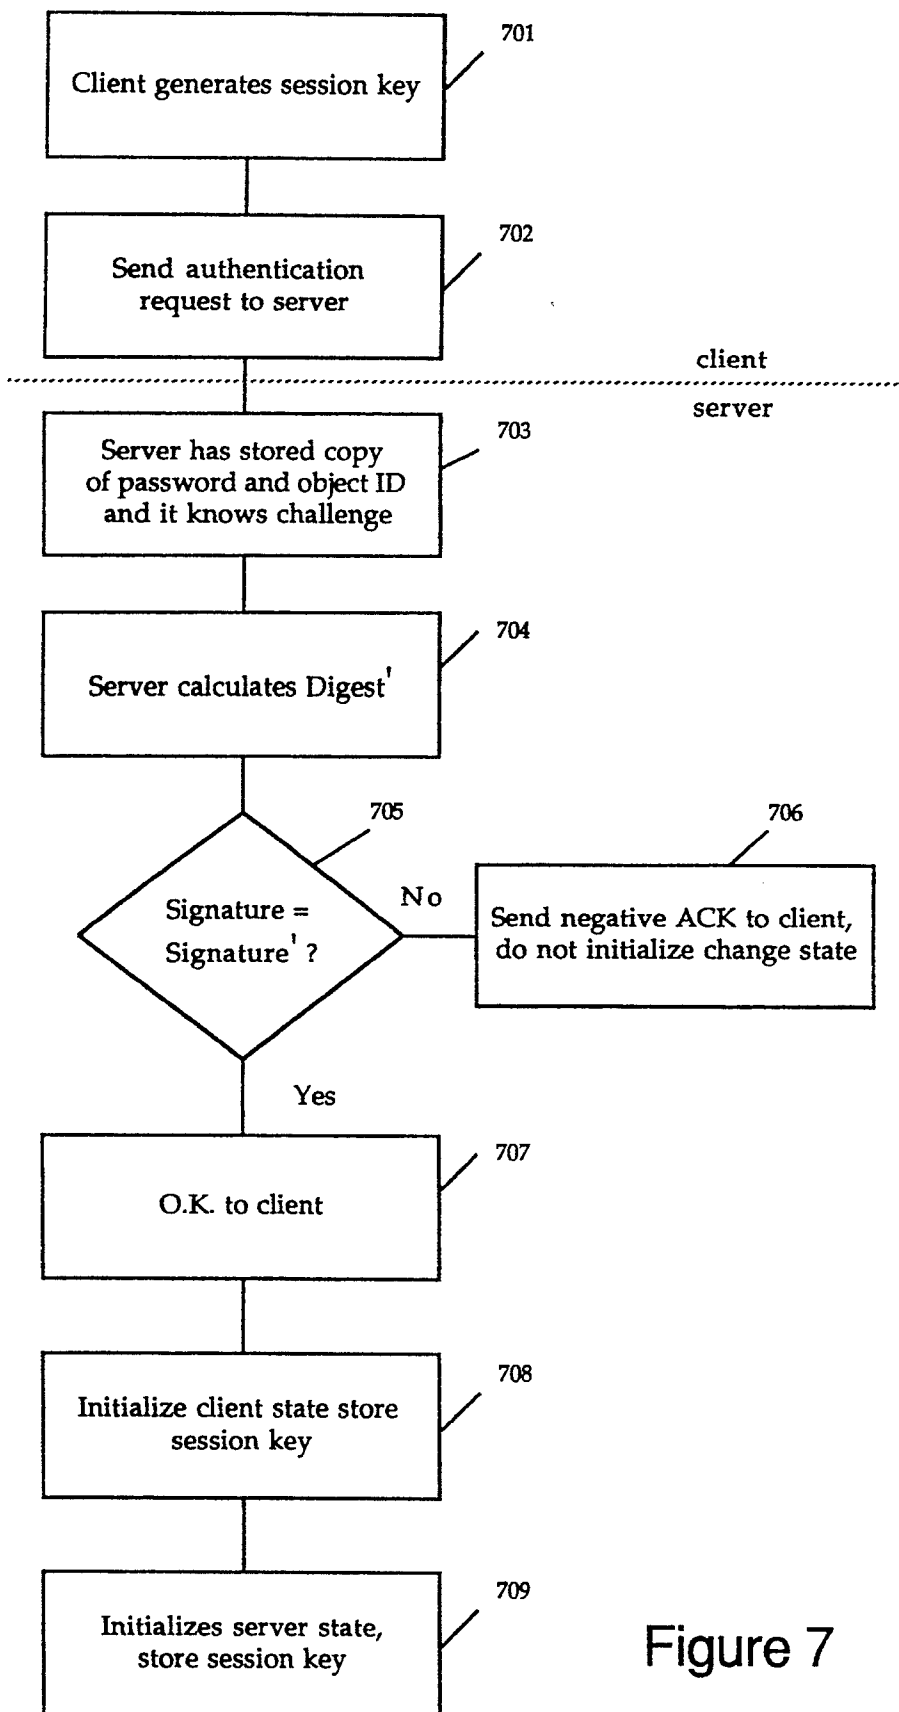 701
Client generates session key
702
Send authentication
request to server
client
server
703
Server has stored copy
of password and object ID
and it knows challenge
704
Server calculates Digest'
705
706
Signature =
Signature' ?
No
Send negative ACK to client,
do not initialize change state
Yes
707
O.K. to client
708
Initialize client state store
session key
709
Initializes server state,
store session key
Figure 7